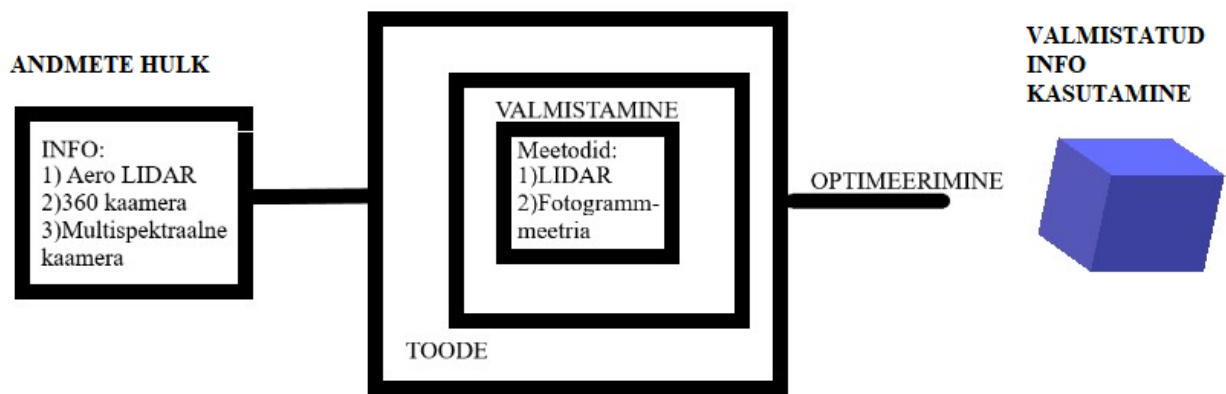 ANDMETE HULK
INFO:
1) Aero LIDAR
2)360 kaamera
3)Multispektraalne
kaamera
VALMISTAMINE
Meetodid:
1)LIDAR
2)Fotogramm-
meetria
TOODE
OPTIMEERIMINE
VALMISTATUD
INFO
KASUTAMINE